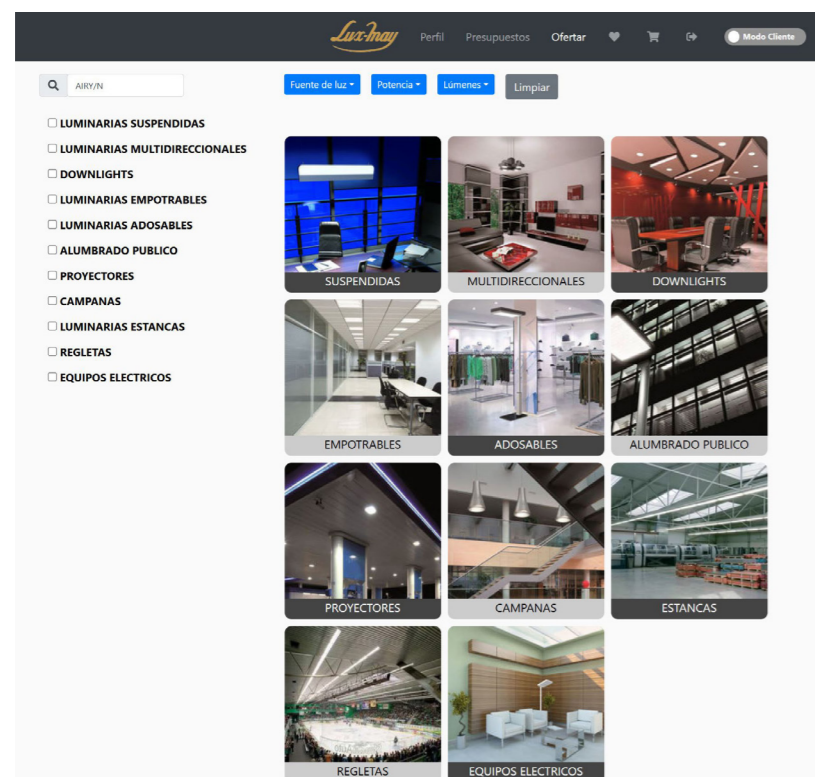 Lux-may Perfil Presupuestos Ofertar Modo Cliente
AIRY/N Fuente de luz Potencia Lúmenes Limpiar
LUMINARIAS SUSPENDIDAS
LUMINARIAS MULTIDIRECCIONALES
DOWNLIGHTS
LUMINARIAS EMPOTRABLES
LUMINARIAS ADOSABLES
ALUMBRADO PUBLICO
PROYECTORES
CAMPANAS
LUMINARIAS ESTANCAS
REGLETAS
EQUIPOS ELECTRICOS
SUSPENDIDAS MULTIDIRECCIONALES DOWNLIGHTS
EMPOTRABLES ADOSABLES ALUMBRADO PUBLICO
PROYECTORES CAMPANAS ESTANCAS
REGLETAS EQUIPOS ELECTRICOS